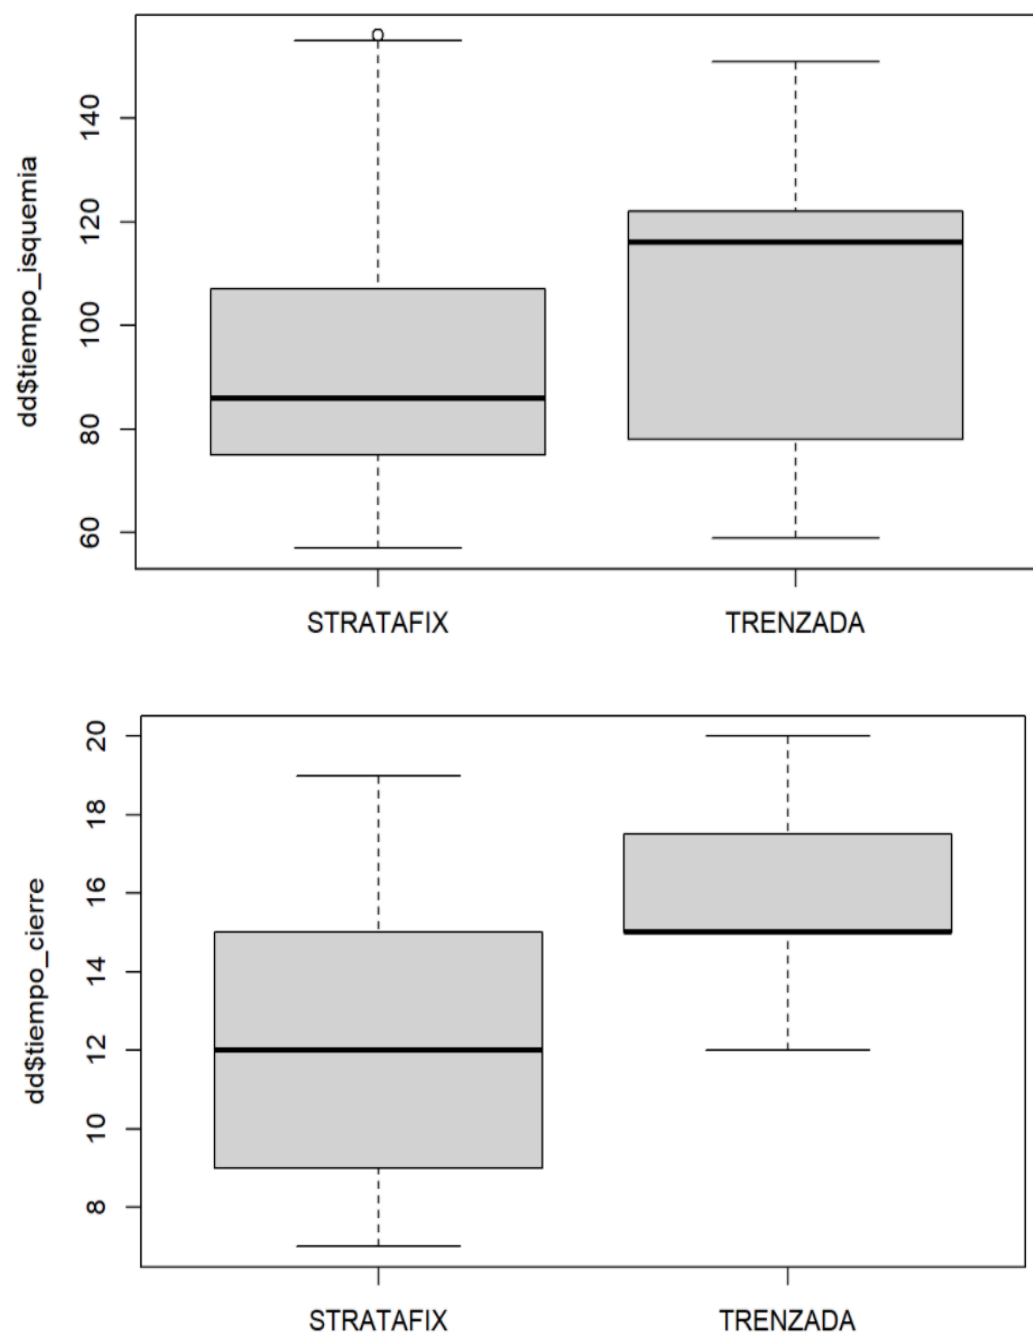 dd$tiempo_isquemia
140
120
100
80
60
STRATAFIX
TRENZADA
dd$tiempo_cierre
20
18
16
14
12
10
8
STRATAFIX
TRENZADA